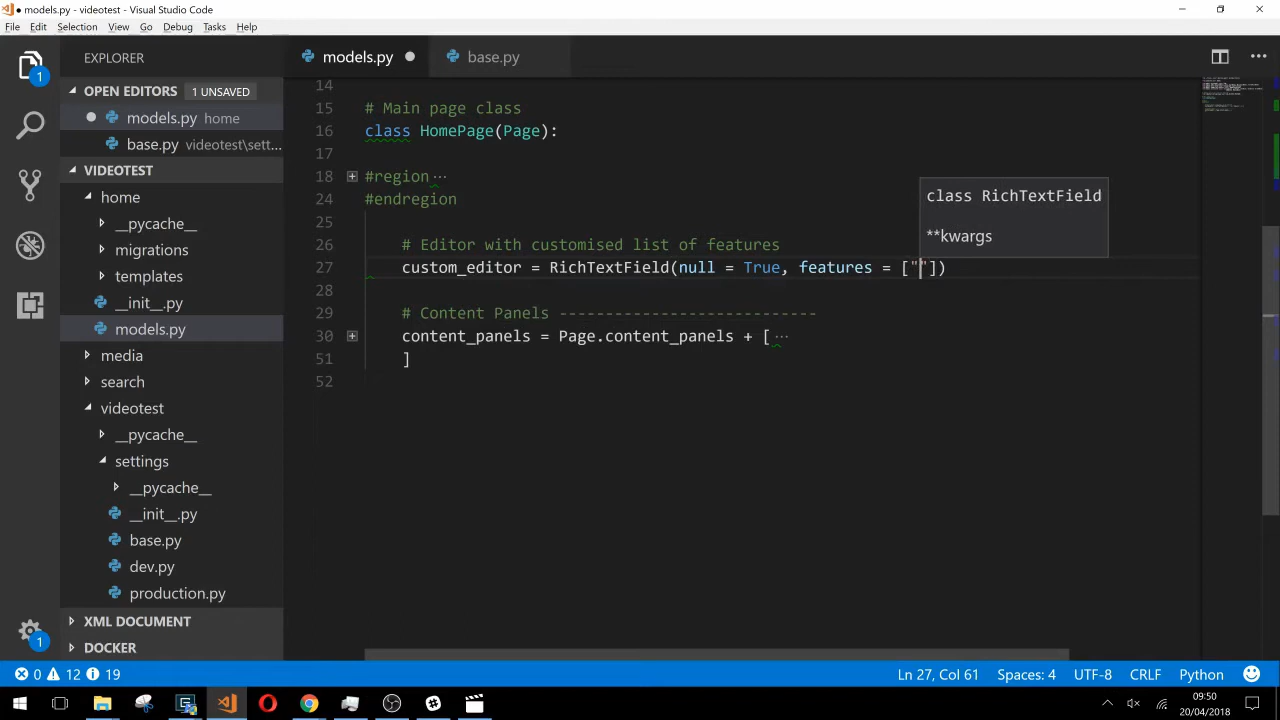 models.py - videotest - Visual Studio Code
File Edit Selection View Go Debug Tasks Help
EXPLORER
models.py
base.py
OPEN EDITORS 1 UNSAVED
models.py home
base.py videotest\sett...
VIDEOTEST
home
__pycache__
migrations
templates
__init__.py
models.py
media
search
videotest
__pycache__
settings
__pycache__
__init__.py
base.py
dev.py
production.py
XML DOCUMENT
DOCKER
1
1
14
15 # Main page class
16 class HomePage(Page):
17
18 #region ...
24 #endregion
25
26 # Editor with customised list of features
27 custom_editor = RichTextField(null = True, features = [""])
28
29 # Content Panels ----------------------------
30 content_panels = Page.content_panels + [ ...
51 ]
52
class RichTextField
**kwargs
0 12 19
Ln 27, Col 61 Spaces: 4 UTF-8 CRLF Python
09:50
20/04/2018